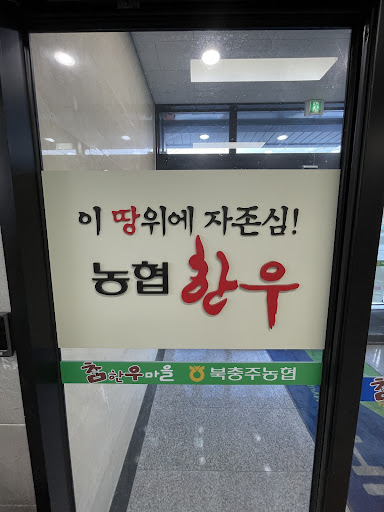 이 땅위에 자존심!
농협 한우
참한우마을 북충주농협